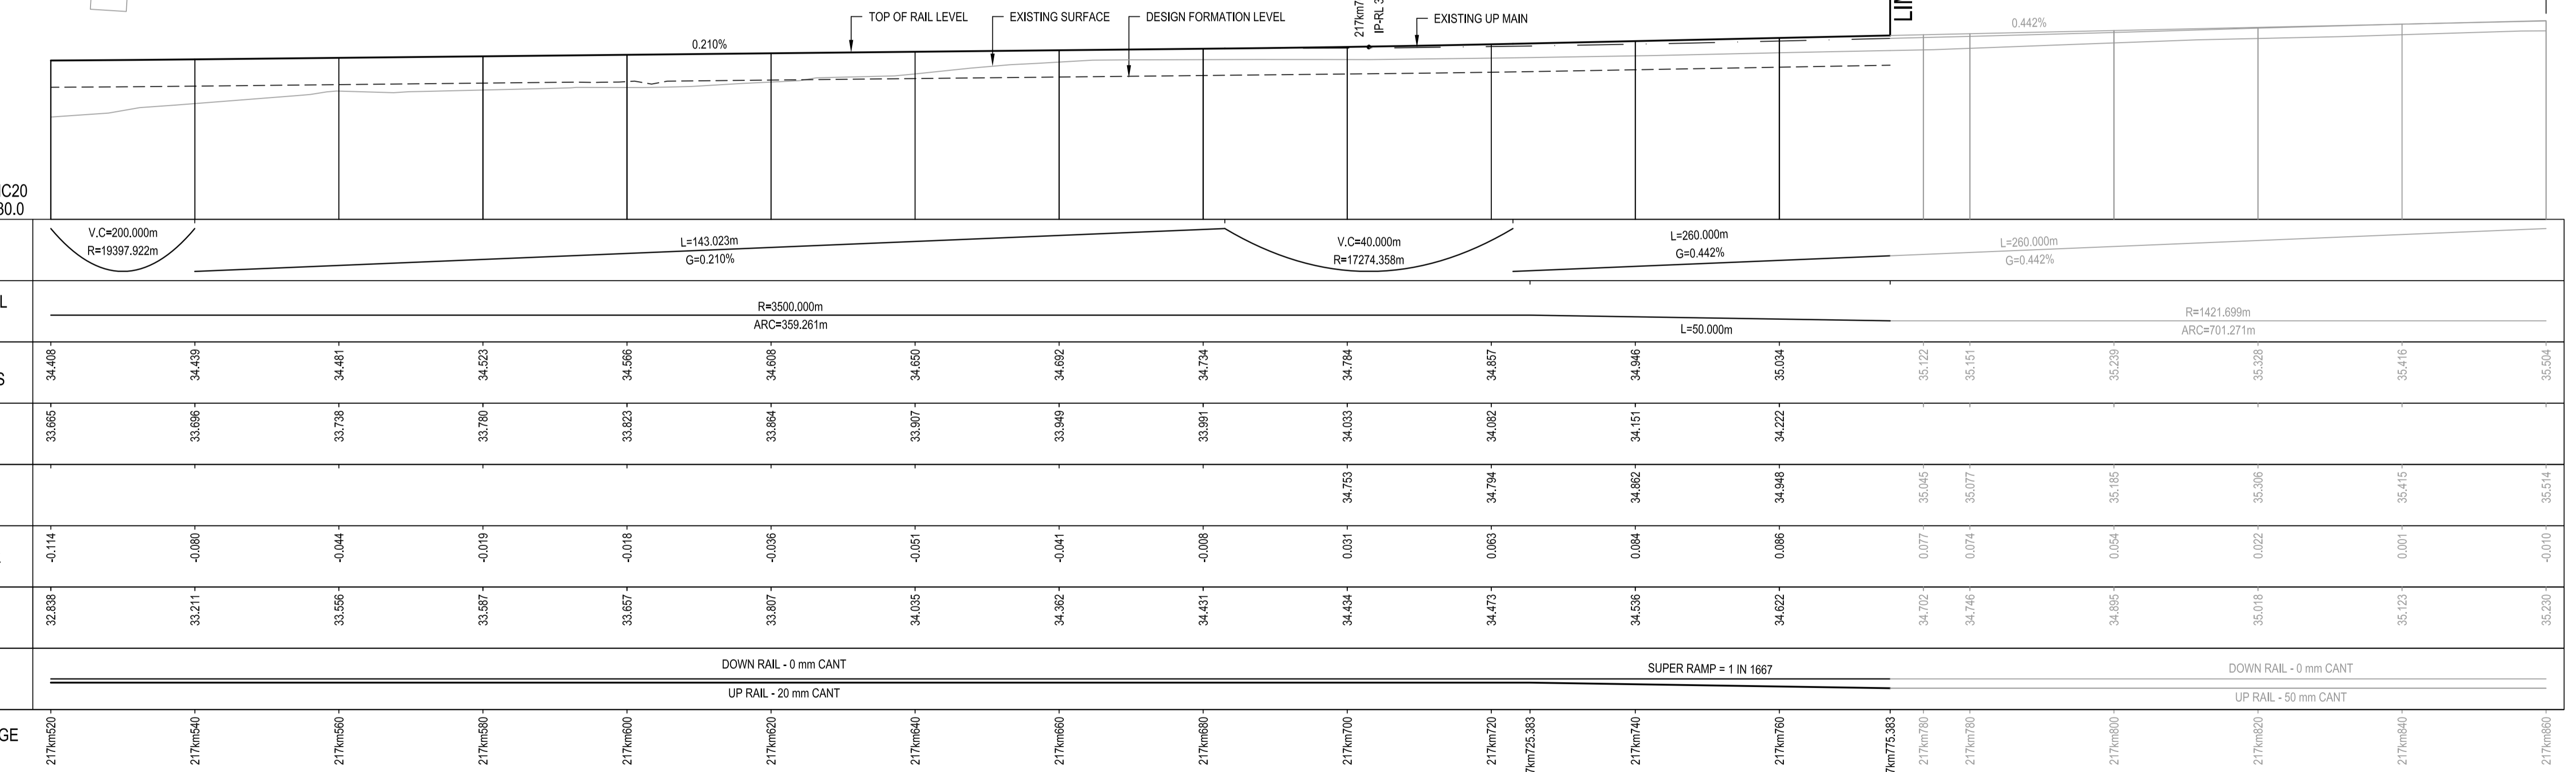 217km7
IP-RL 3
LIM
TOP OF RAIL LEVEL
EXISTING SURFACE
DESIGN FORMATION LEVEL
EXISTING UP MAIN
0.210%
0.442%
IC20
30.0
V.C=200.000m
R=19397.922m
L=143.023m
G=0.210%
V.C=40.000m
R=17274.358m
L=260.000m
G=0.442%
L=260.000m
G=0.442%
L
R=3500.000m
ARC=359.261m
L=50.000m
R=1421.699m
ARC=701.271m
S
34.408 34.439 34.481 34.523 34.566 34.608 34.650 34.692 34.734 34.784 34.857 34.946 35.034 35.122 35.151 35.239 35.328 35.416 35.504
33.665 33.696 33.738 33.780 33.823 33.864 33.907 33.949 33.991 34.033 34.082 34.151 34.222
34.753 34.794 34.862 34.948 35.045 35.077 35.185 35.306 35.415 35.514
-0.114 -0.080 -0.044 -0.019 -0.018 -0.036 -0.051 -0.041 -0.008 0.031 0.063 0.084 0.086 0.077 0.074 0.054 0.022 0.001 -0.010
32.838 33.211 33.556 33.587 33.657 33.807 34.035 34.362 34.431 34.434 34.473 34.536 34.622 34.702 34.746 34.895 35.018 35.123 35.230
DOWN RAIL - 0 mm CANT
UP RAIL - 20 mm CANT
SUPER RAMP = 1 IN 1667
DOWN RAIL - 0 mm CANT
UP RAIL - 50 mm CANT
GE
217km520 217km540 217km560 217km580 217km600 217km620 217km640 217km660 217km680 217km700 217km720 7km725.383 217km740 217km760 7km775.383 217km780 217km780 217km800 217km820 217km840 217km860